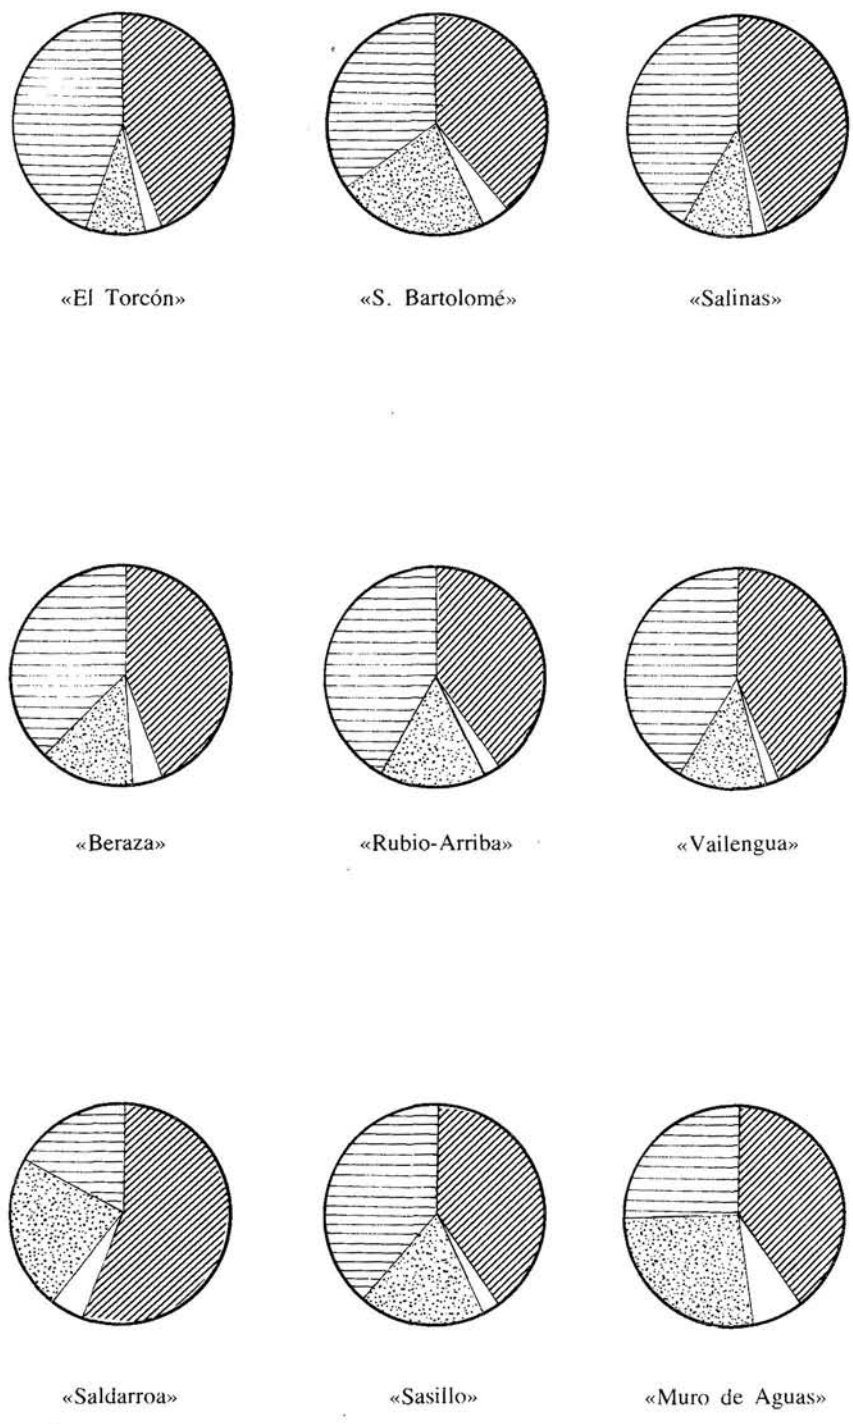 «El Torcón» «S. Bartolomé» «Salinas»
«Beraza» «Rubio-Arriba» «Vailengua»
«Saldarroa» «Sasillo» «Muro de Aguas»